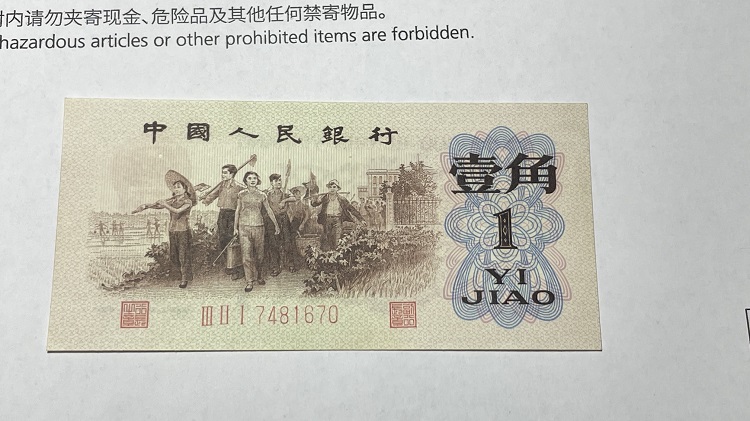 内请勿夹寄现金、危险品及其他任何禁寄物品。
hazardous articles or other prohibited items are forbidden.
中國人民銀行
壹角
1
YI
JIAO
III II I 7481670